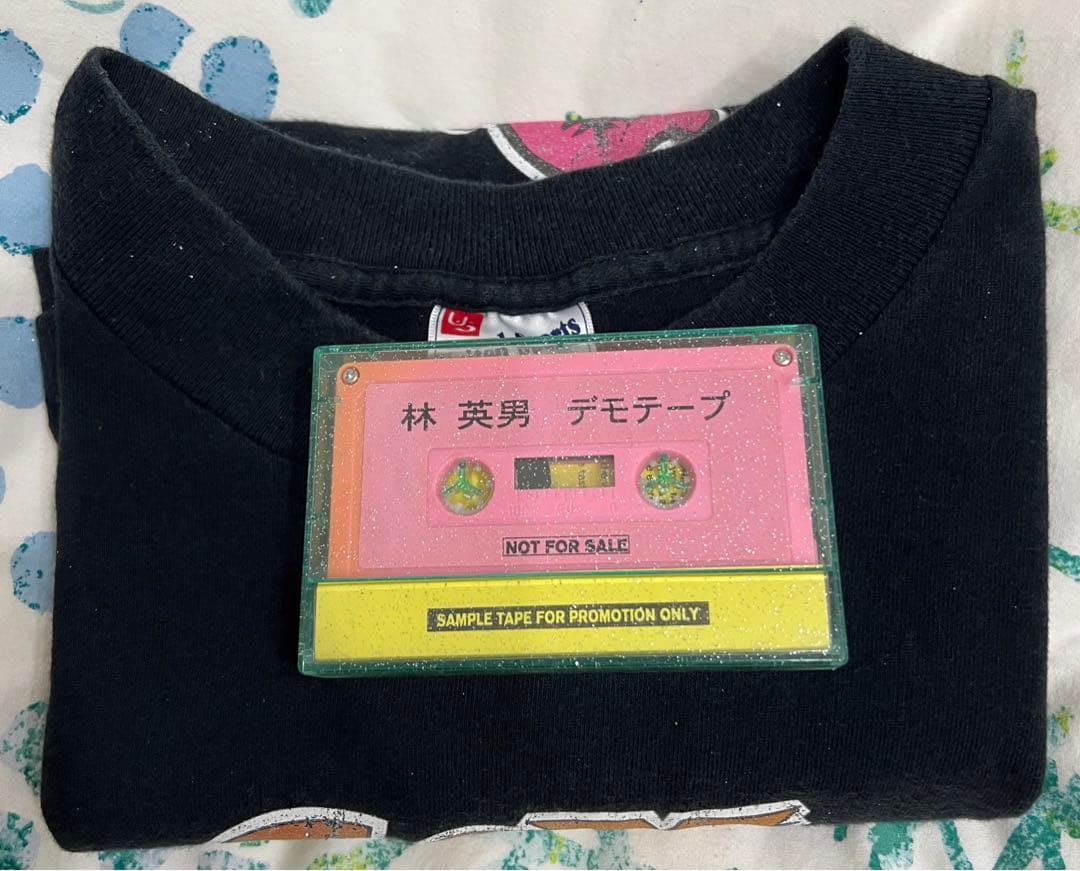 林 英男 デモテープ
NOT FOR SALE
SAMPLE TAPE FOR PROMOTION ONLY